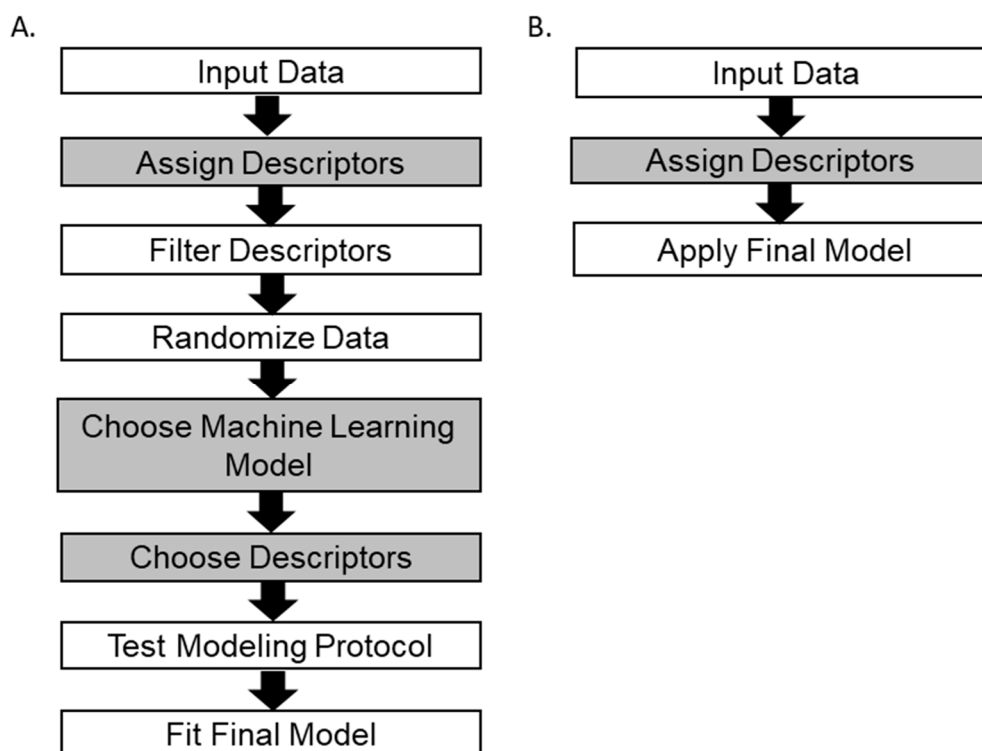 A.
Input Data
Assign Descriptors
Filter Descriptors
Randomize Data
Choose Machine Learning
Model
Choose Descriptors
Test Modeling Protocol
Fit Final Model
B.
Input Data
Assign Descriptors
Apply Final Model